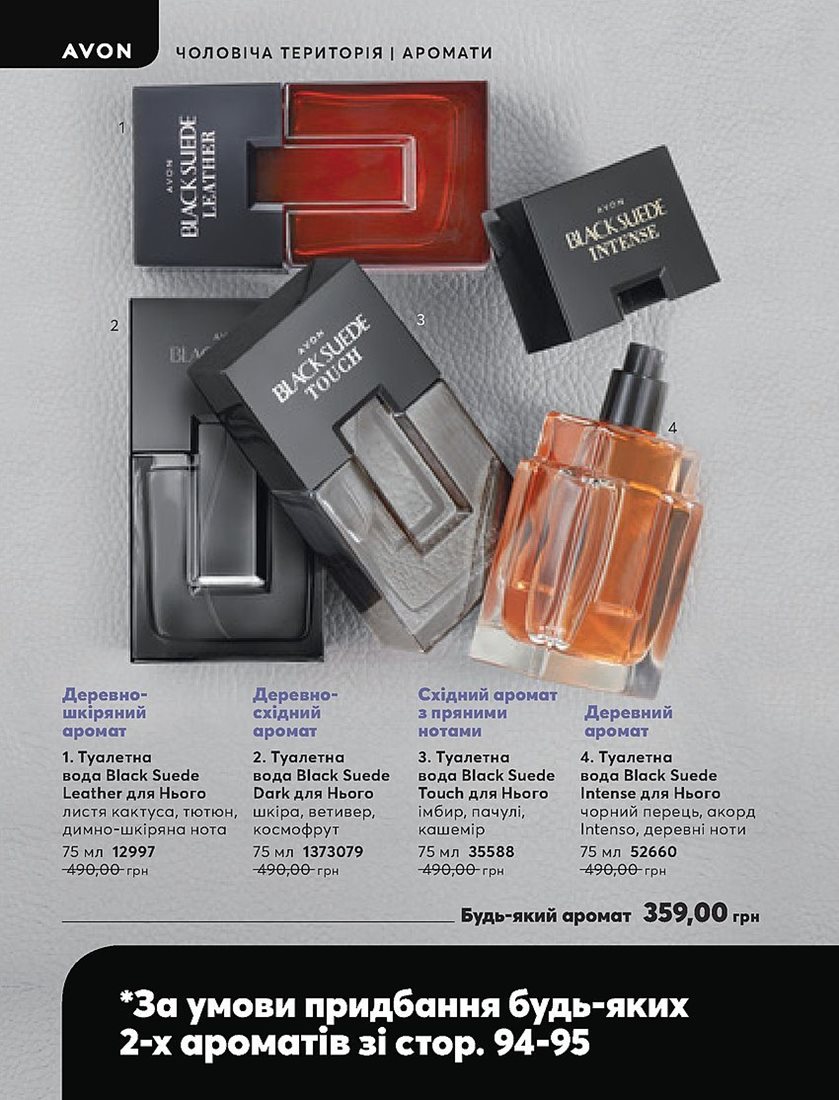 AVON
ЧОЛОВІЧА ТЕРИТОРІЯ | АРОМАТИ
1
AVON
BLACK SUEDE
LEATHER
AVON
BLACK SUEDE
INTENSE
2
3
AVON
BLACK SUEDE
TOUCH
4
Деревно-
шкіряний
аромат
1. Туалетна
вода Black Suede
Leather для Нього
листя кактуса, тютюн,
димно-шкіряна нота
75 мл 12997
490,00 грн
Деревно-
східний
аромат
2. Туалетна
вода Black Suede
Dark для Нього
шкіра, ветивер,
космофрут
75 мл 1373079
490,00 грн
Східний аромат
з пряними
нотами
3. Туалетна
вода Black Suede
Touch для Нього
імбир, пачулі,
кашемір
75 мл 35588
490,00 грн
Деревний
аромат
4. Туалетна
вода Black Suede
Intense для Нього
чорний перець, акорд
Intenso, деревні ноти
75 мл 52660
490,00 грн
Будь-який аромат 359,00 грн
*За умови придбання будь-яких
2-х ароматів зі стор. 94-95